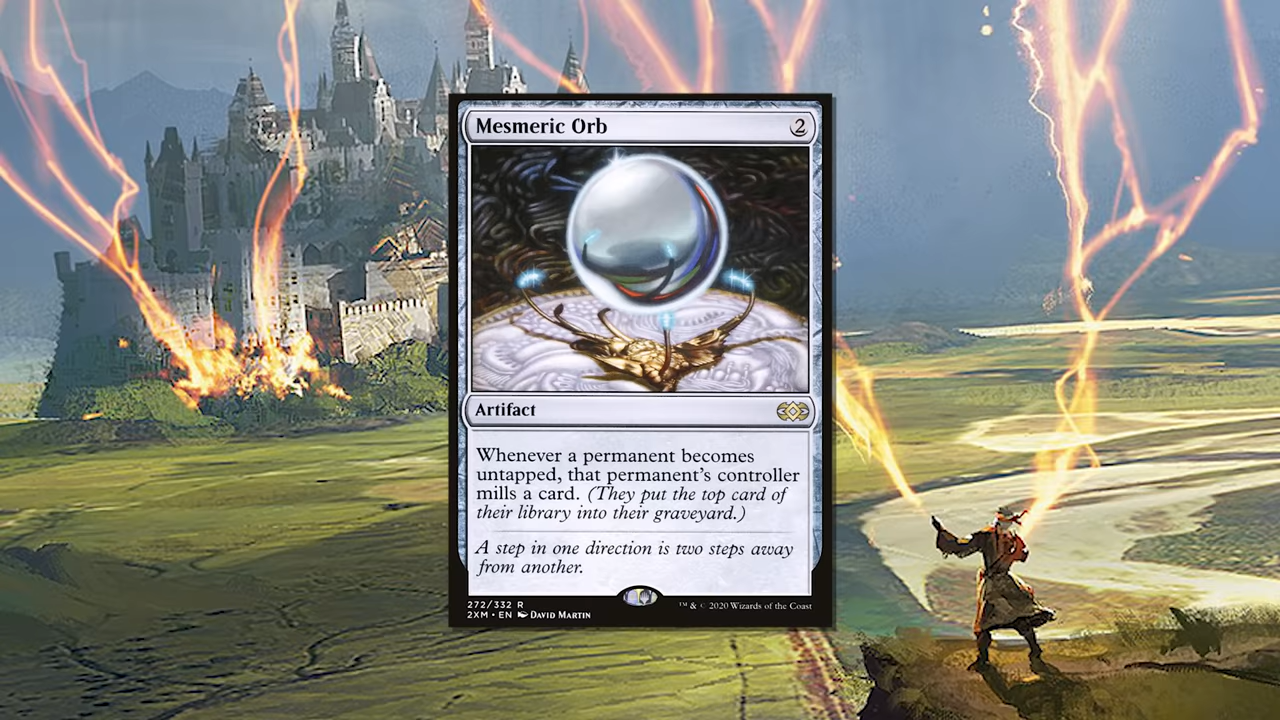 Mesmeric Orb 2
Artifact
Whenever a permanent becomes
untapped, that permanent's controller
mills a card. (They put the top card of
their library into their graveyard.)
A step in one direction is two steps away
from another.
272/332 R
2XM • EN DAVID MARTIN
™ & © 2020 Wizards of the Coast